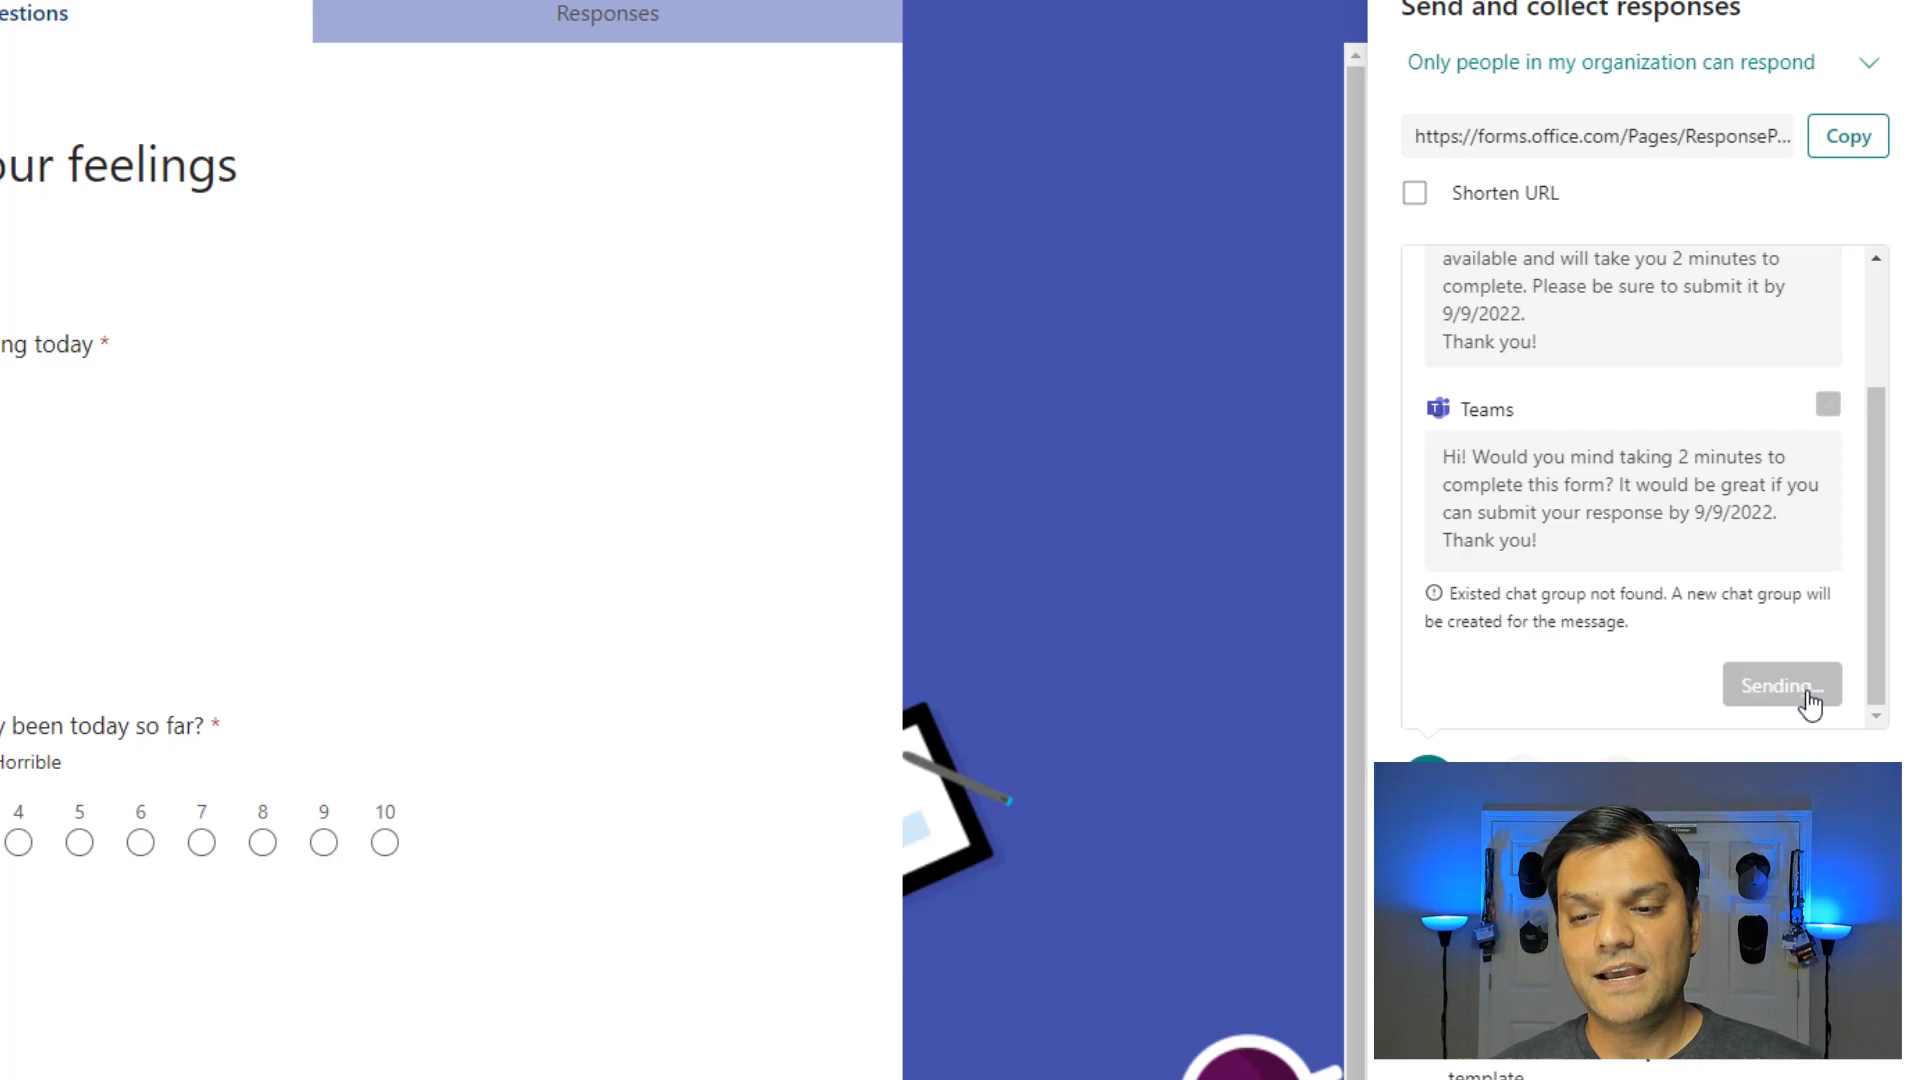 estions
Responses
our feelings
ng today *
y been today so far? *
Horrible
4 5 6 7 8 9 10
Send and collect responses
Only people in my organization can respond
https://forms.office.com/Pages/ResponseP...
Copy
Shorten URL
available and will take you 2 minutes to
complete. Please be sure to submit it by
9/9/2022.
Thank you!
Teams
Hi! Would you mind taking 2 minutes to
complete this form? It would be great if you
can submit your response by 9/9/2022.
Thank you!
Existed chat group not found. A new chat group will
be created for the message.
Sending...
template